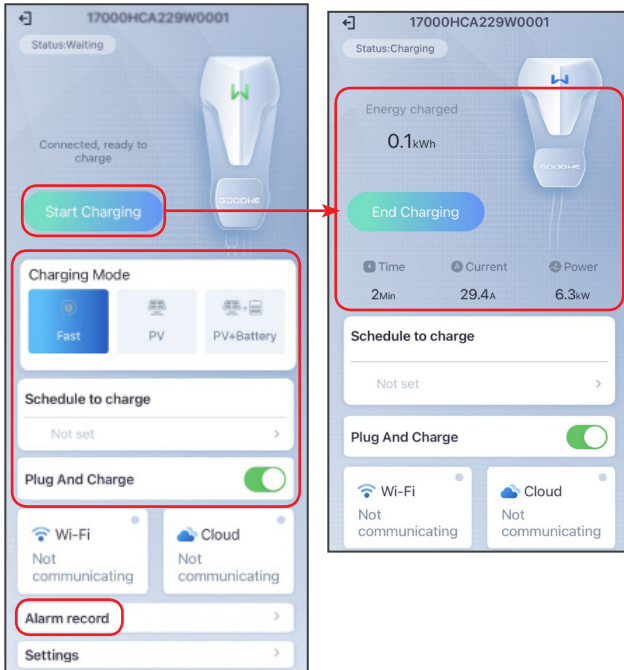 17000HCA229W0001
Status:Waiting
Connected, ready to
charge
GOODWE
Start Charging
Charging Mode
Fast
PV
PV+Battery
Schedule to charge
Not set
Plug And Charge
Wi-Fi
Not
communicating
Cloud
Not
communicating
Alarm record
Settings
17000HCA229W0001
Status:Charging
Energy charged
0.1kWh
GOODWE
End Charging
Time
Current
Power
2Min
29.4A
6.3kW
Schedule to charge
Not set
Plug And Charge
Wi-Fi
Not
communicating
Cloud
Not
communicating